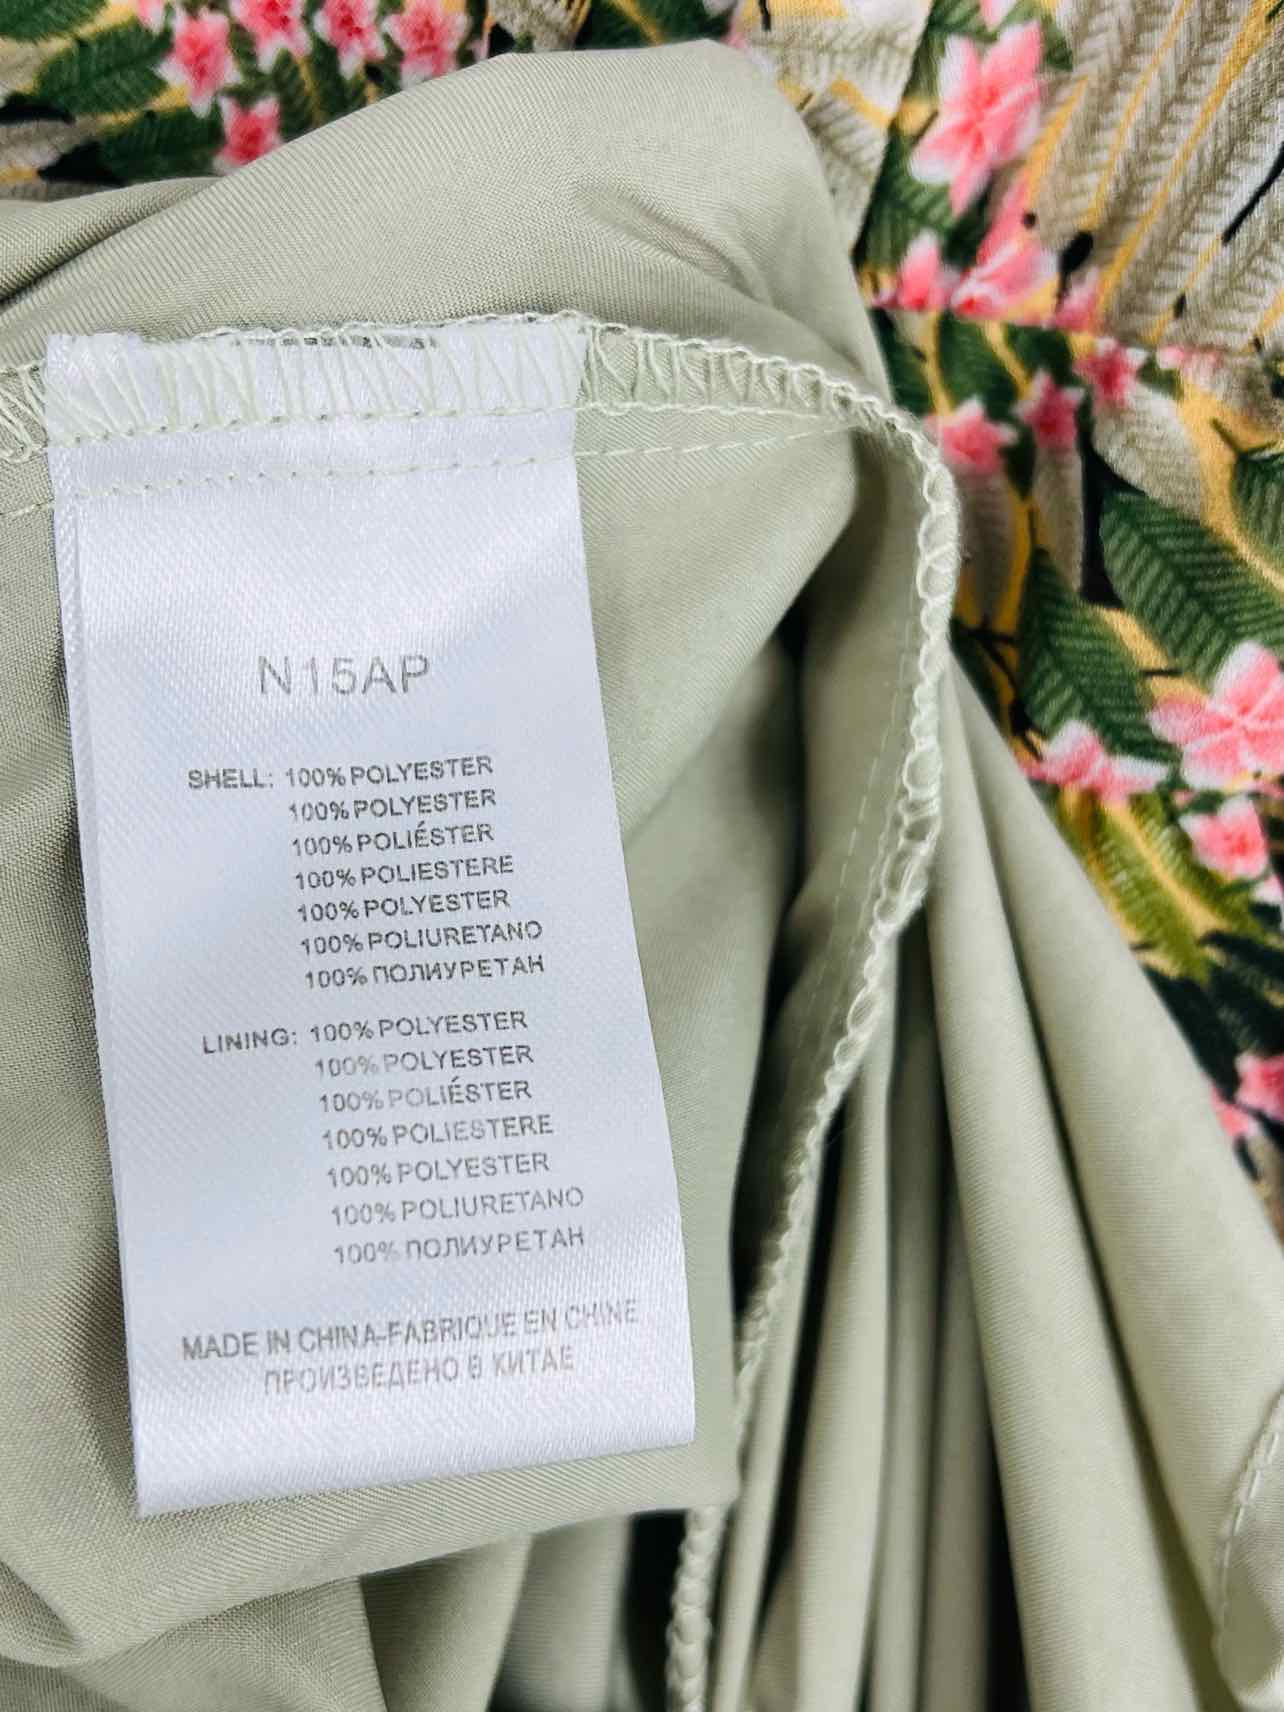 N15AP
SHELL: 100% POLYESTER
100% POLYESTER
100% POLIÉSTER
100% POLIESTERE
100% POLYESTER
100% POLIURETANO
100% ПОЛИУРЕТАН
LINING: 100% POLYESTER
100% POLYESTER
100% POLIÉSTER
100% POLIESTERE
100% POLYESTER
100% POLIURETANO
100% ПОЛИУРЕТАН
MADE IN CHINA-FABRIQUE EN CHINE
ПРОИЗВЕДЕНО В КИТАЕ